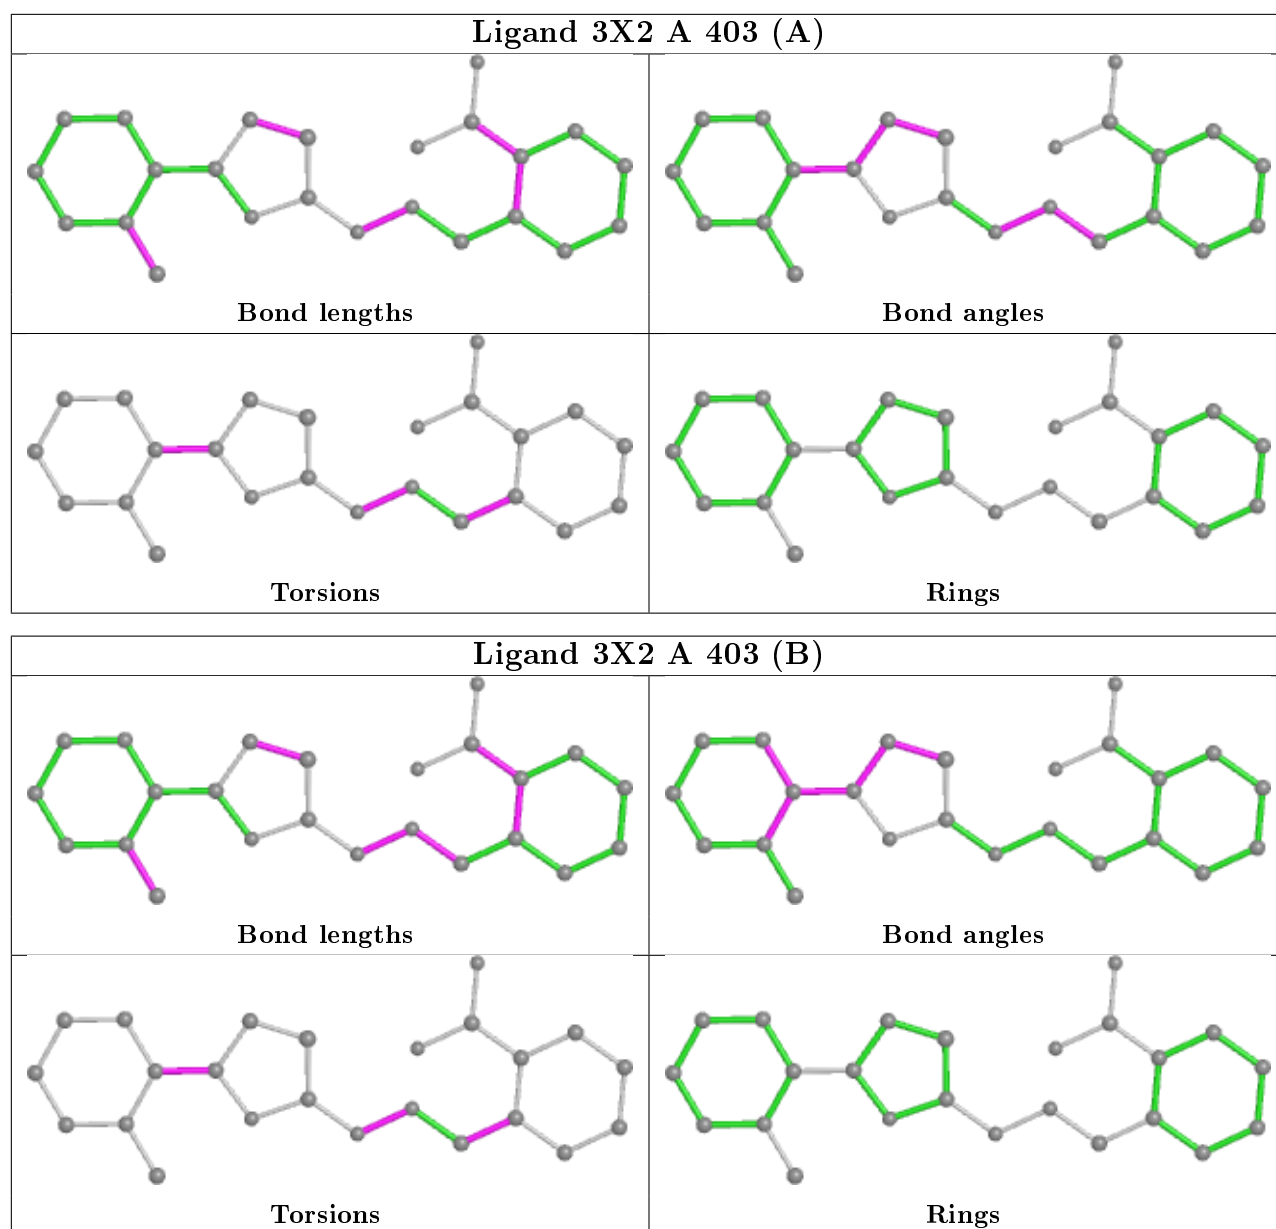 Ligand 3X2 A 403 (A)
Bond lengths
Bond angles
Torsions
Rings
Ligand 3X2 A 403 (B)
Bond lengths
Bond angles
Torsions
Rings